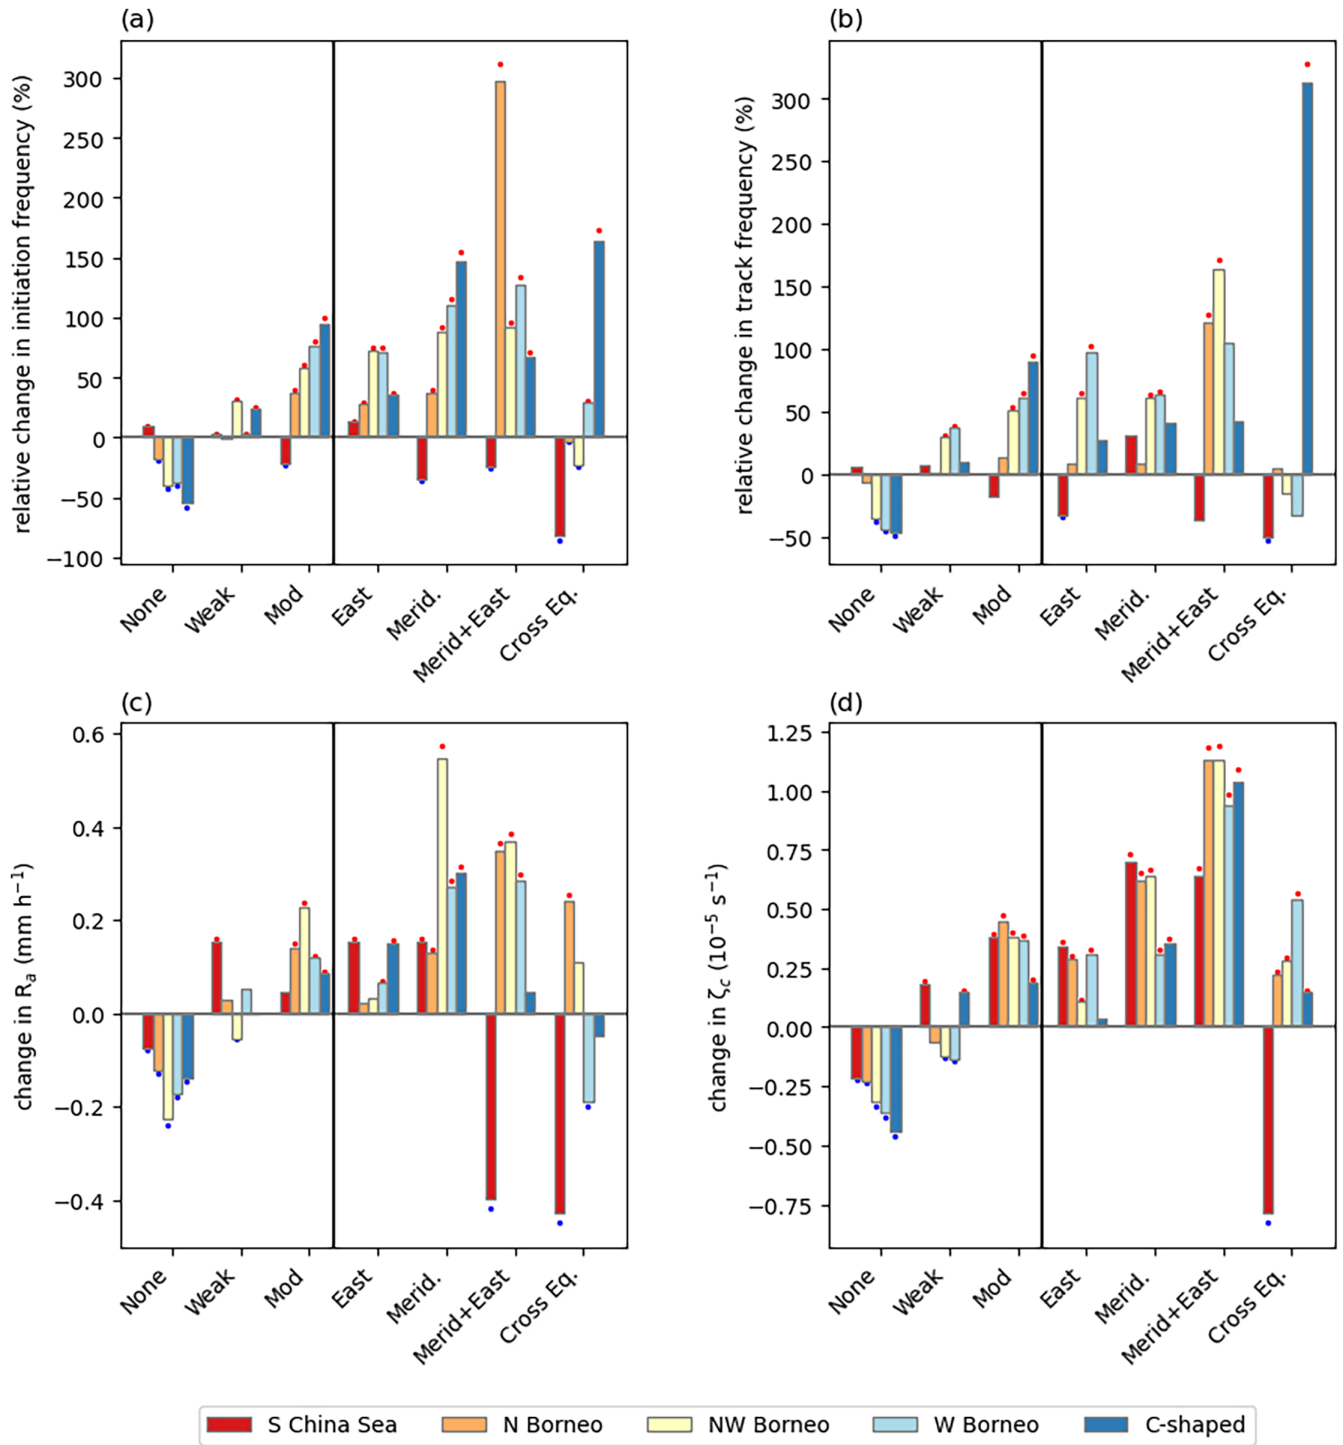 (a)
relative change in initiation frequency (%)
300
250
200
150
100
50
0
−50
−100
None
Weak
Mod
East
Merid.
Merid+East
Cross Eq.
(b)
relative change in track frequency (%)
300
250
200
150
100
50
0
−50
None
Weak
Mod
East
Merid.
Merid+East
Cross Eq.
(c)
change in Rₐ (mm h⁻¹)
0.6
0.4
0.2
0.0
−0.2
−0.4
None
Weak
Mod
East
Merid.
Merid+East
Cross Eq.
(d)
change in ζ_c (10⁻⁵ s⁻¹)
1.25
1.00
0.75
0.50
0.25
0.00
−0.25
−0.50
−0.75
None
Weak
Mod
East
Merid.
Merid+East
Cross Eq.
S China Sea N Borneo NW Borneo W Borneo C-shaped